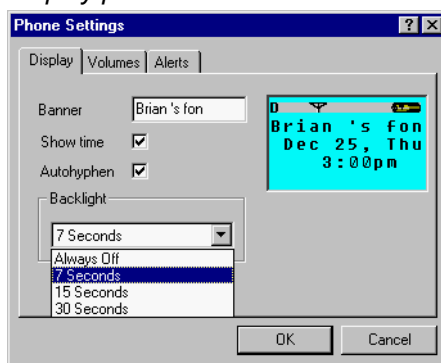 Phone Settings
Display Volumes Alerts
Banner Brian 's fon
Show time
Autohyphen
Backlight
7 Seconds
Always Off
7 Seconds
15 Seconds
30 Seconds
D
Brian 's fon
Dec 25, Thu
3:00pm
OK Cancel